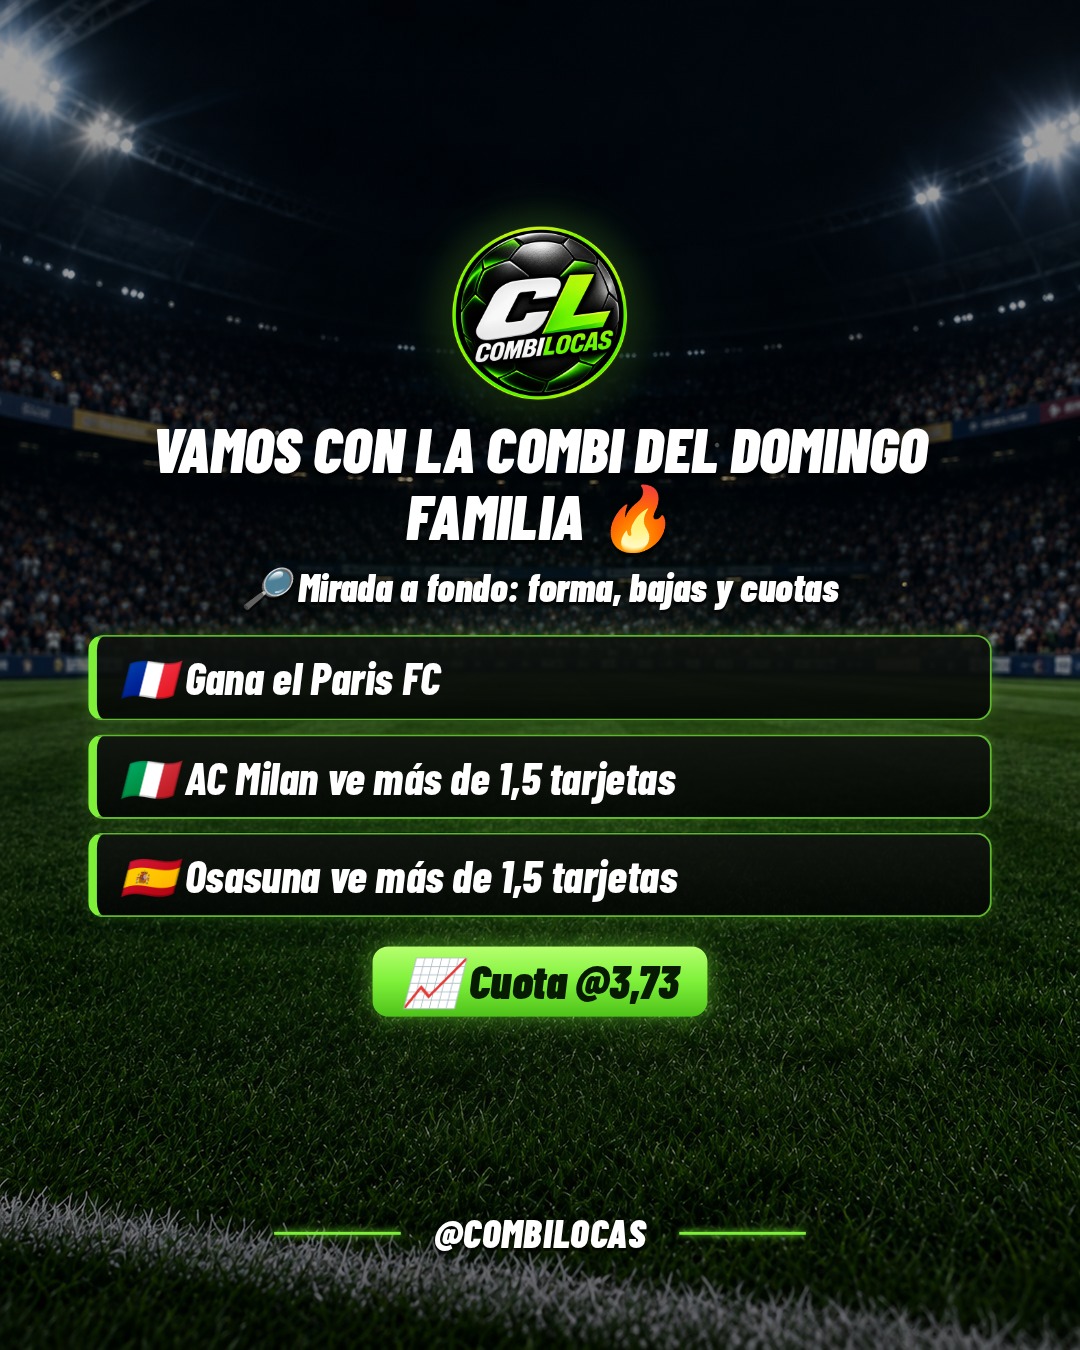 CL
COMBILOCAS
VAMOS CON LA COMBI DEL DOMINGO
FAMILIA 🔥
🔎 Mirada a fondo: forma, bajas y cuotas
🇫🇷 Gana el Paris FC
🇮🇹 AC Milan ve más de 1,5 tarjetas
🇪🇸 Osasuna ve más de 1,5 tarjetas
📈 Cuota @3,73
@COMBILOCAS